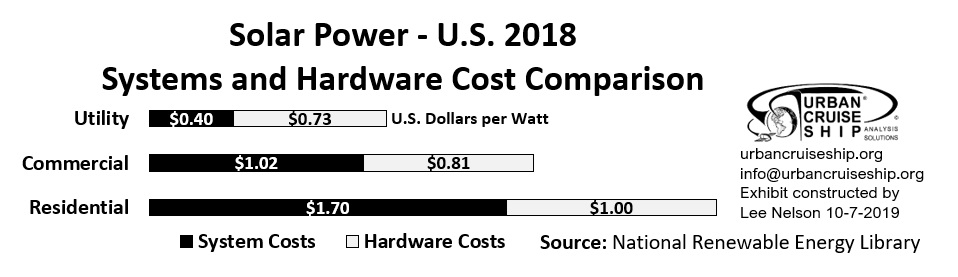 Solar Power - U.S. 2018
Systems and Hardware Cost Comparison
Utility $0.40 $0.73 U.S. Dollars per Watt
Commercial $1.02 $0.81
Residential $1.70 $1.00
System Costs Hardware Costs Source: National Renewable Energy Library
URBAN®
CRUISE
SHIP ANALYSIS
SOLUTIONS
©
urbancruiseship.org
info@urbancruiseship.org
Exhibit constructed by
Lee Nelson 10-7-2019